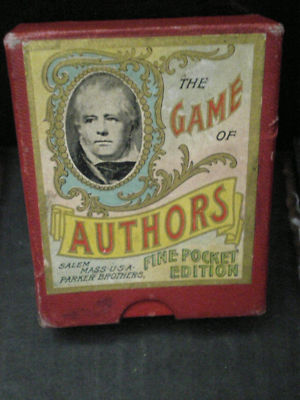 THE
GAME
OF
AUTHORS
SALEM
MASS·U·S·A·
PARKER BROTHERS,
FINE POCKET
EDITION